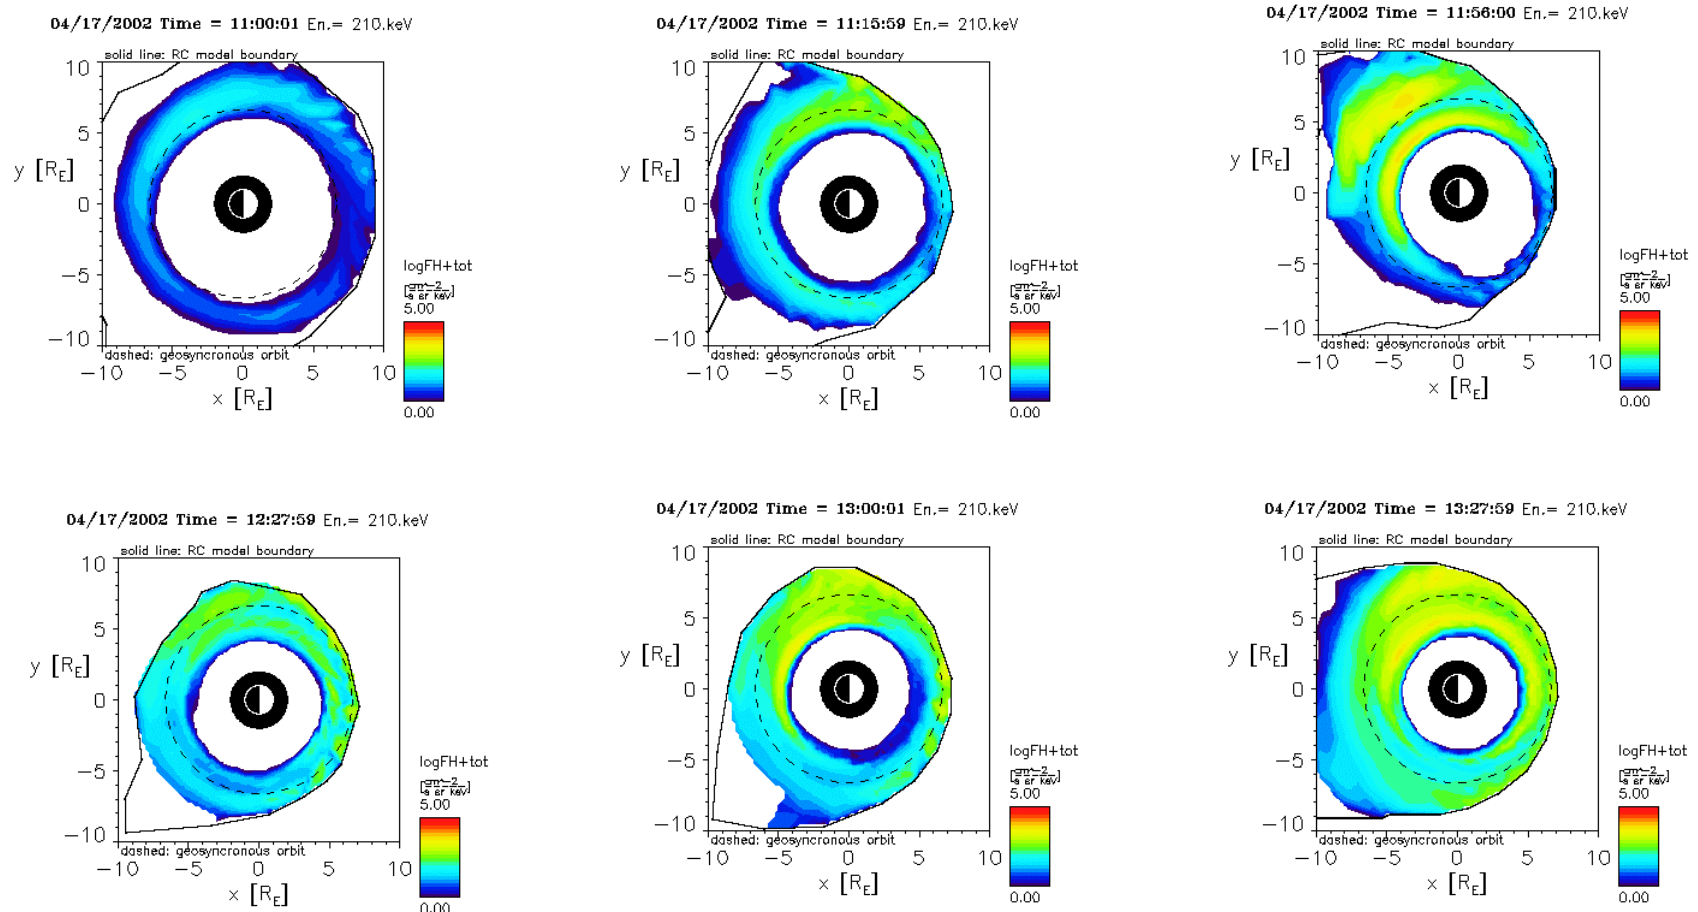 04/17/2002 Time = 11:00:01 En.= 210.keV
solid line: RC model boundary
10
5
0
−5
−10
y [RE]
dashed: geosyncronous orbit
−10 −5 0 5 10
x [RE]
logFH+tot
5.00
0.00
04/17/2002 Time = 11:15:59 En.= 210.keV
solid line: RC model boundary
10
5
0
−5
−10
y [RE]
dashed: geosyncronous orbit
−10 −5 0 5 10
x [RE]
logFH+tot
5.00
0.00
04/17/2002 Time = 11:56:00 En.= 210.keV
solid line: RC model boundary
10
5
0
−5
−10
y [RE]
dashed: geosyncronous orbit
−10 −5 0 5 10
x [RE]
logFH+tot
5.00
0.00
04/17/2002 Time = 12:27:59 En.= 210.keV
solid line: RC model boundary
10
5
0
−5
−10
y [RE]
dashed: geosyncronous orbit
−10 −5 0 5 10
x [RE]
logFH+tot
5.00
0.00
04/17/2002 Time = 13:00:01 En.= 210.keV
solid line: RC model boundary
10
5
0
−5
−10
y [RE]
dashed: geosyncronous orbit
−10 −5 0 5 10
x [RE]
logFH+tot
5.00
0.00
04/17/2002 Time = 13:27:59 En.= 210.keV
solid line: RC model boundary
10
5
0
−5
−10
y [RE]
dashed: geosyncronous orbit
−10 −5 0 5 10
x [RE]
logFH+tot
5.00
0.00